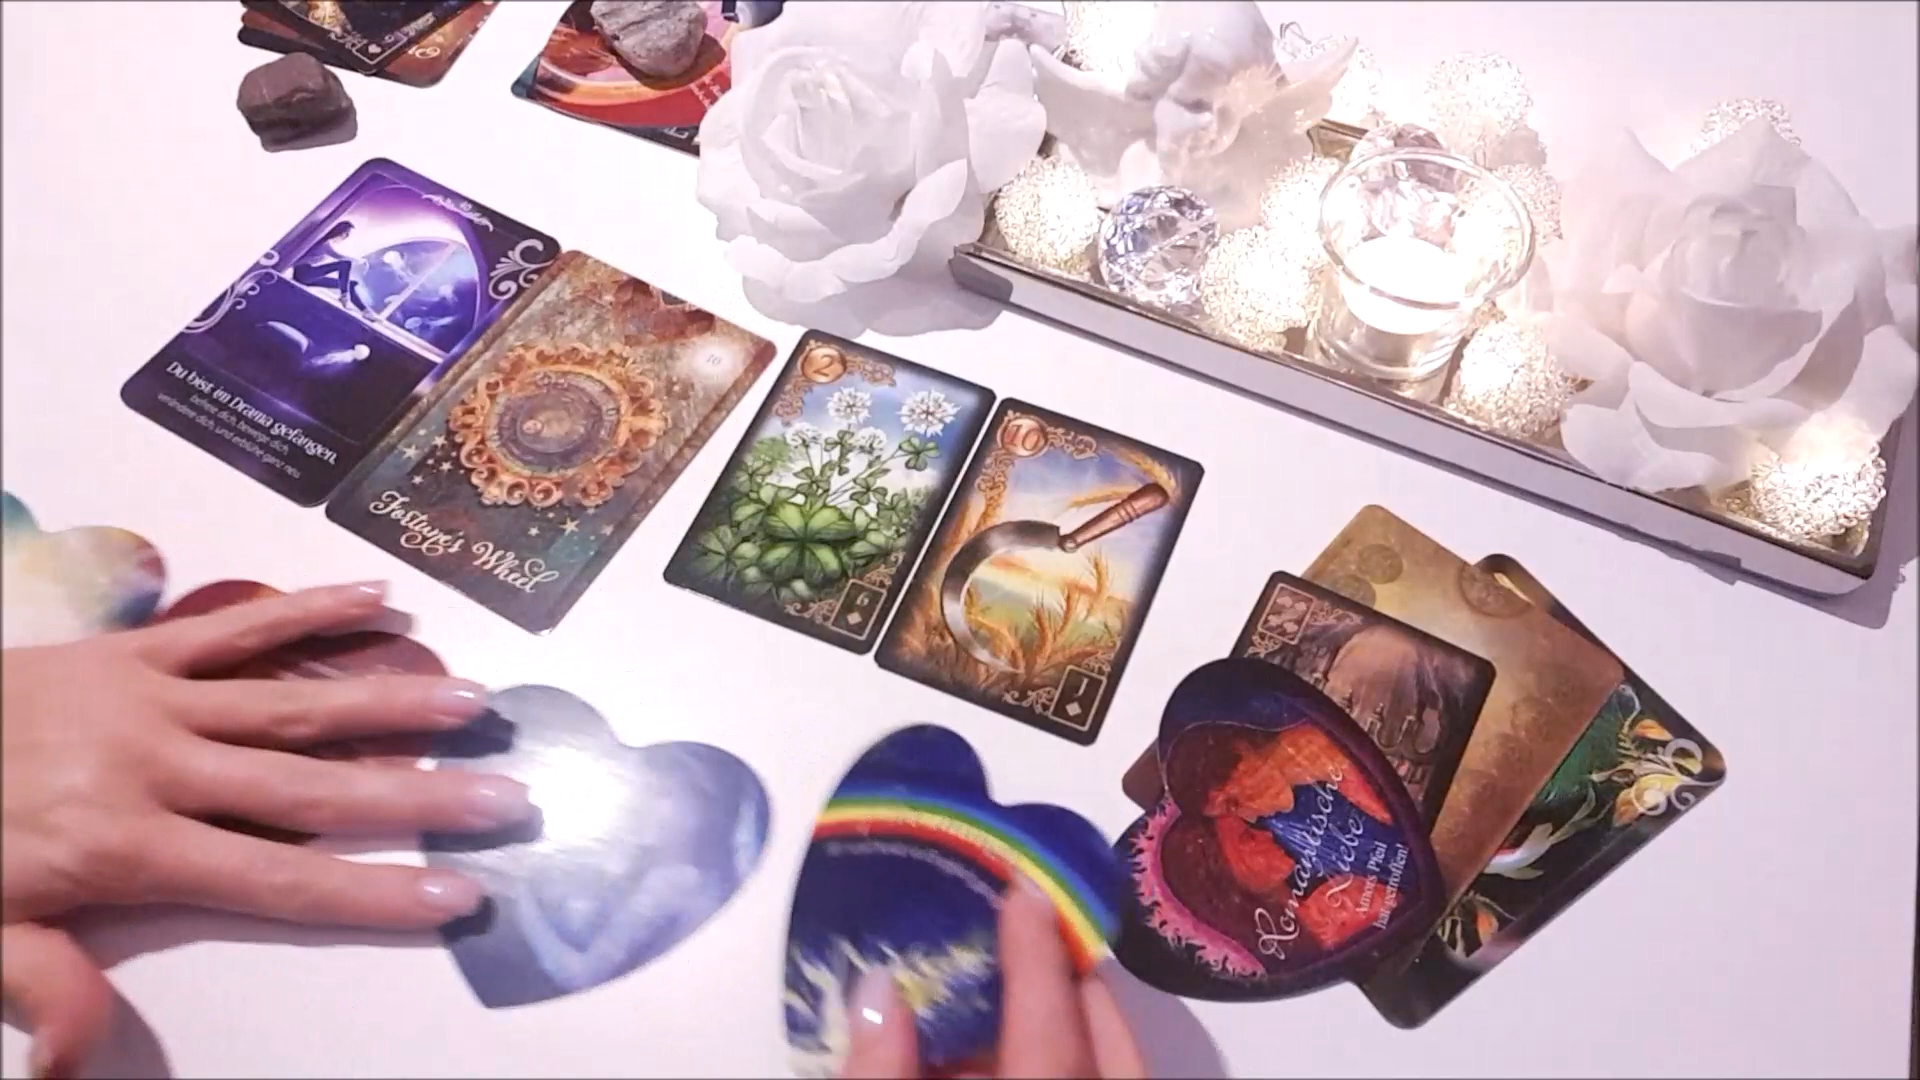 40
Du bist im Drama gefangen,
befreie dich, bewege dich,
verändere dich und erblühe ganz neu.
10
Fortune's Wheel
2
6
10
J
Romantische
Liebe
Amors Pfeil
hat getroffen!